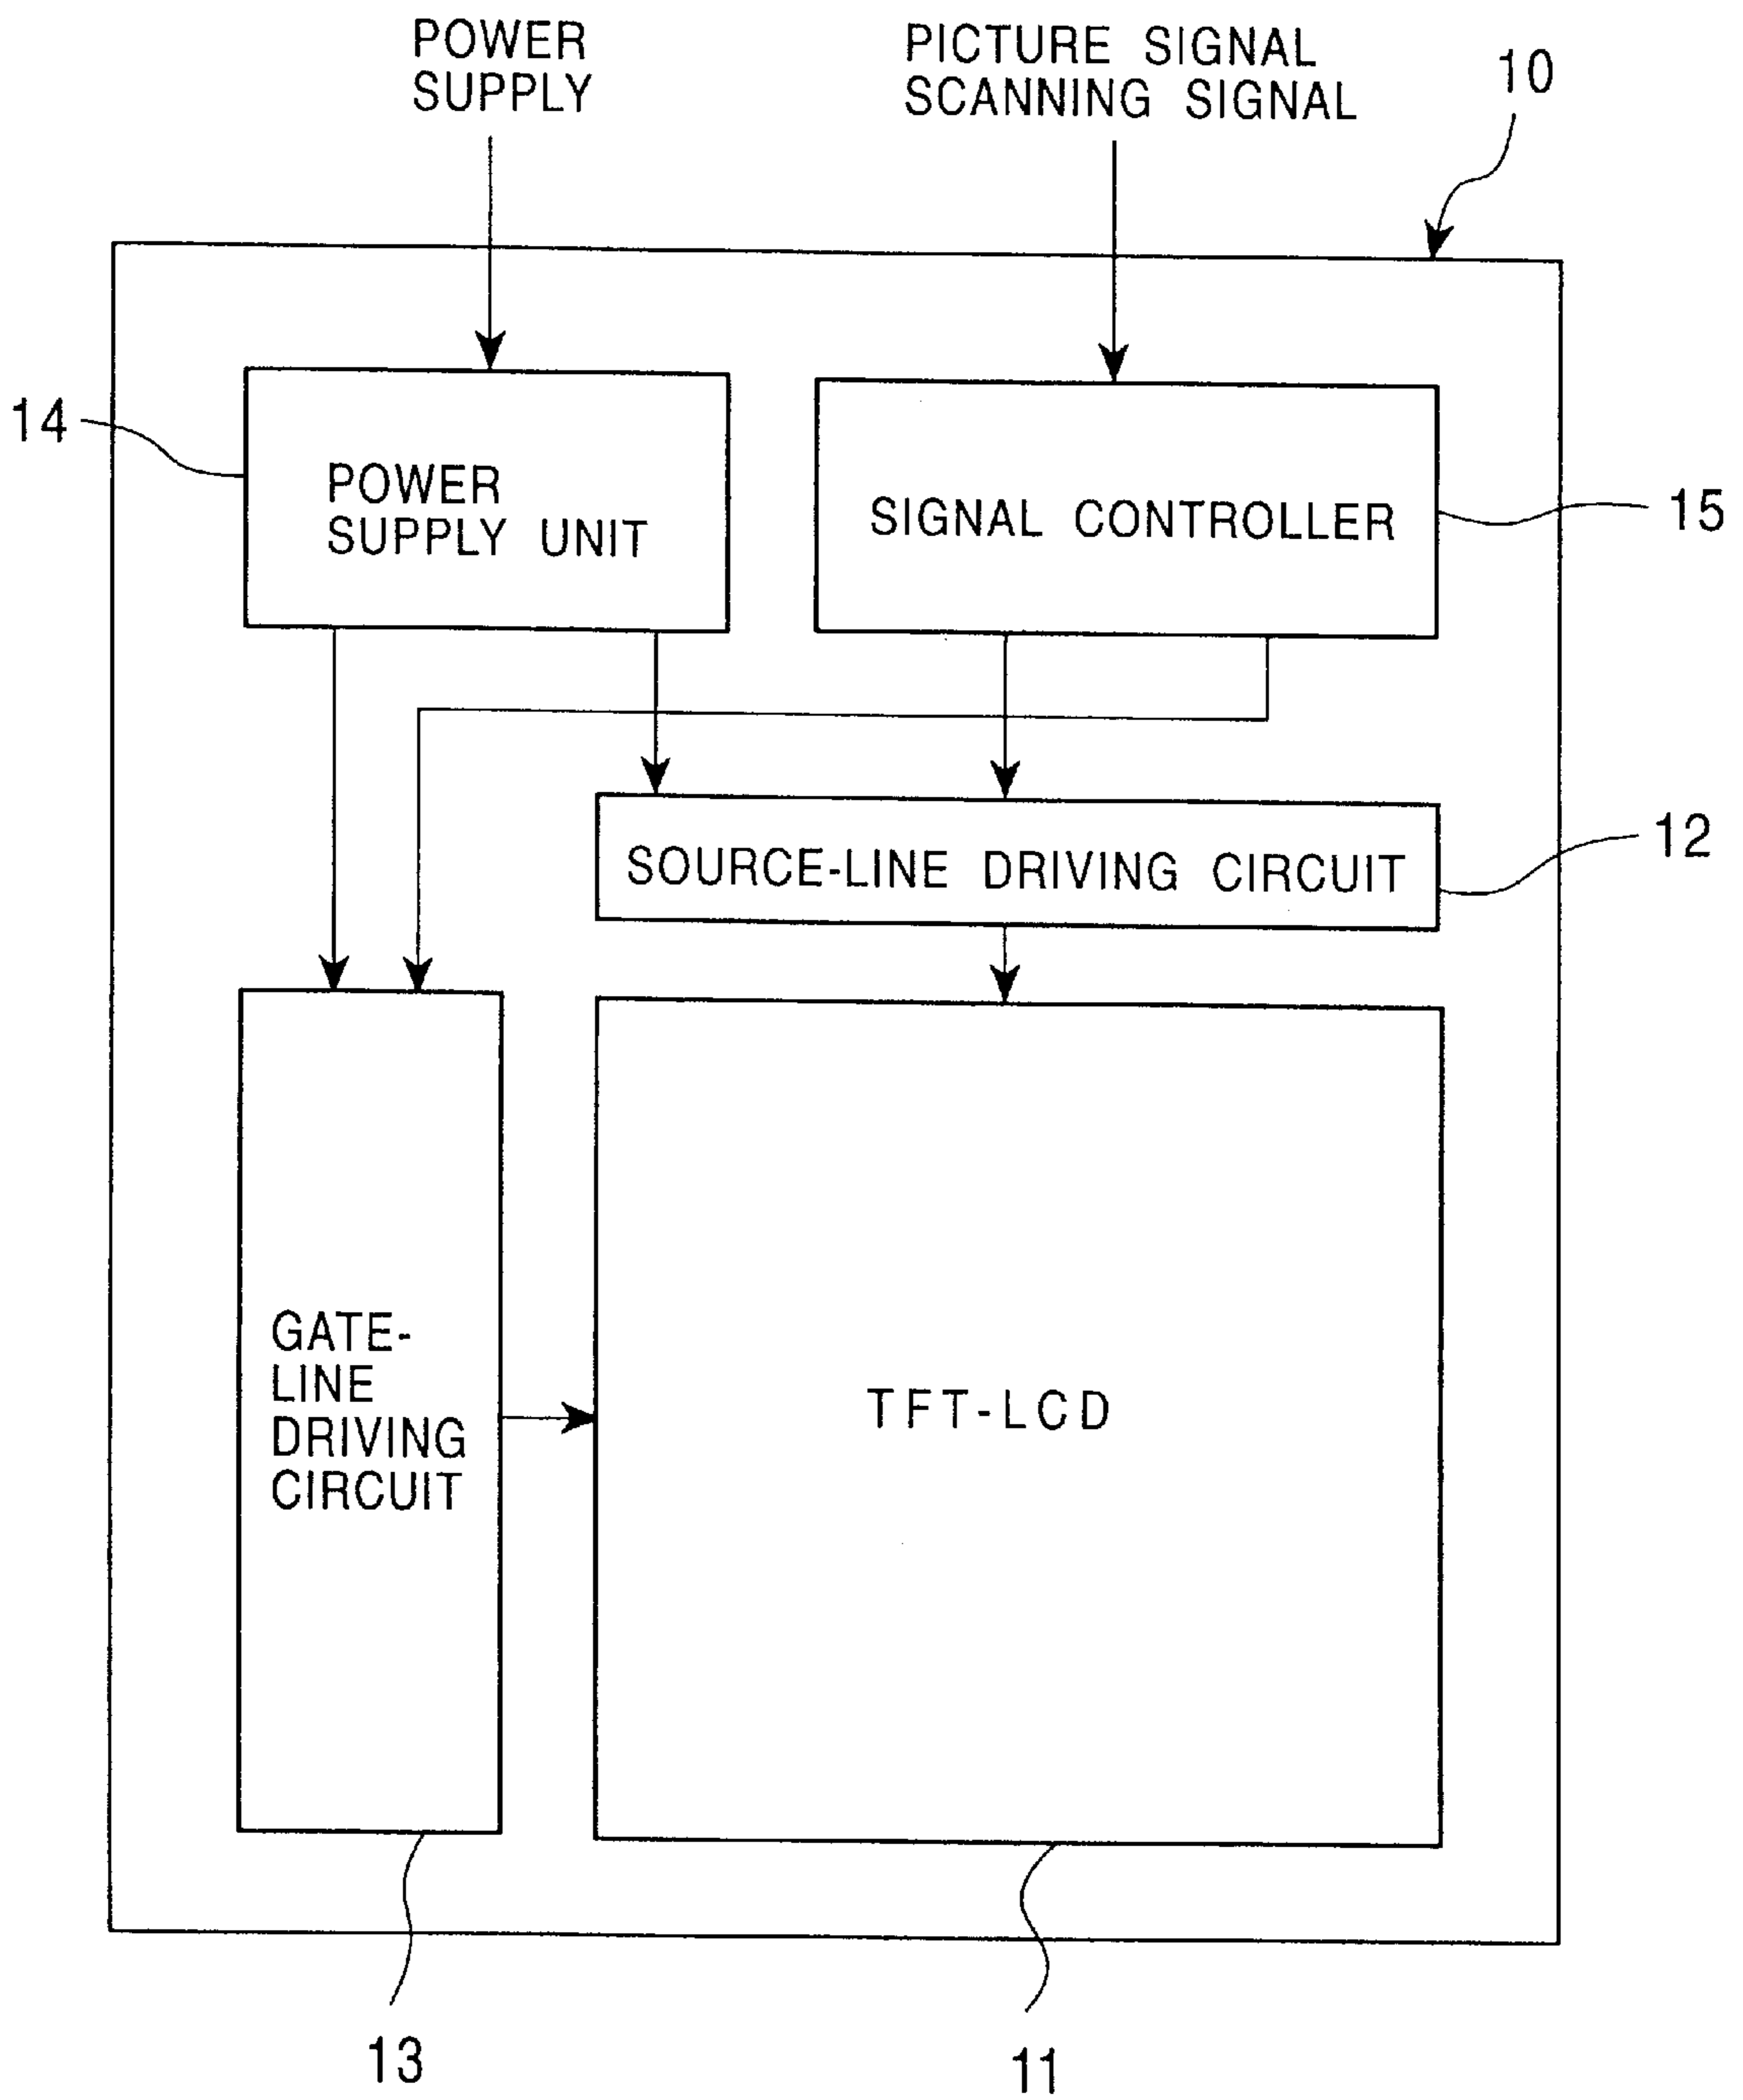 POWER
SUPPLY
PICTURE SIGNAL
SCANNING SIGNAL
10
14
POWER
SUPPLY UNIT
SIGNAL CONTROLLER
15
SOURCE-LINE DRIVING CIRCUIT
12
GATE-
LINE
DRIVING
CIRCUIT
TFT-LCD
13
11